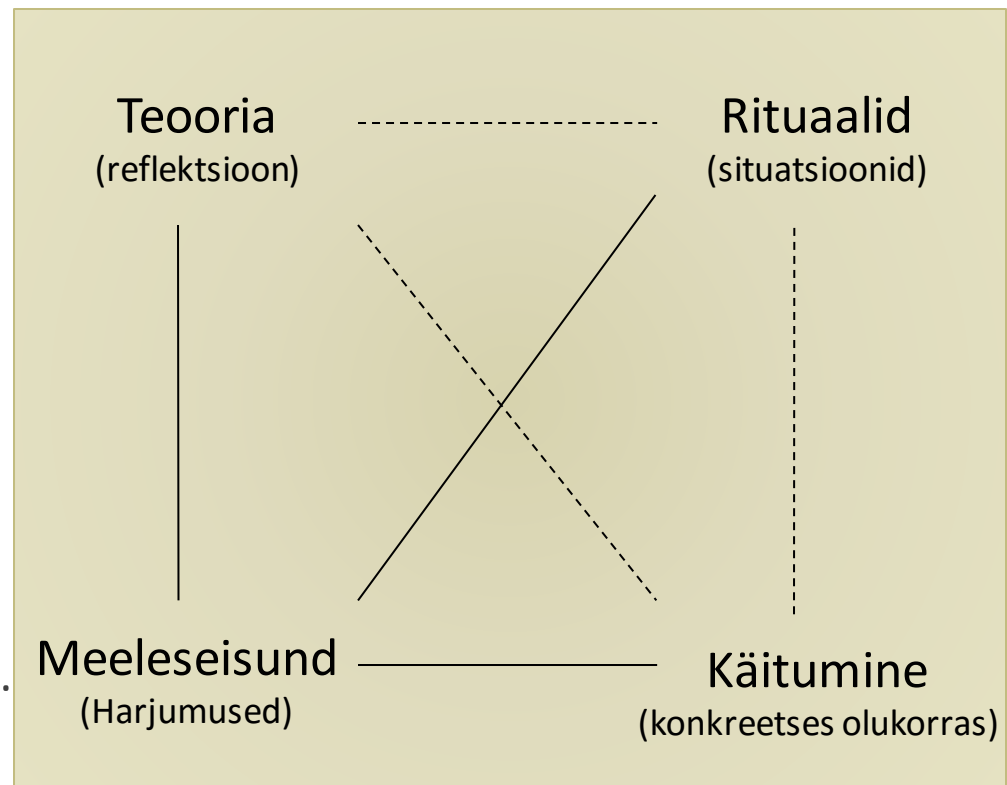 Teooria
(reflektsioon)
Rituaalid
(situatsioonid)
Meeleseisund
(Harjumused)
Käitumine
(konkreetses olukorras)
.